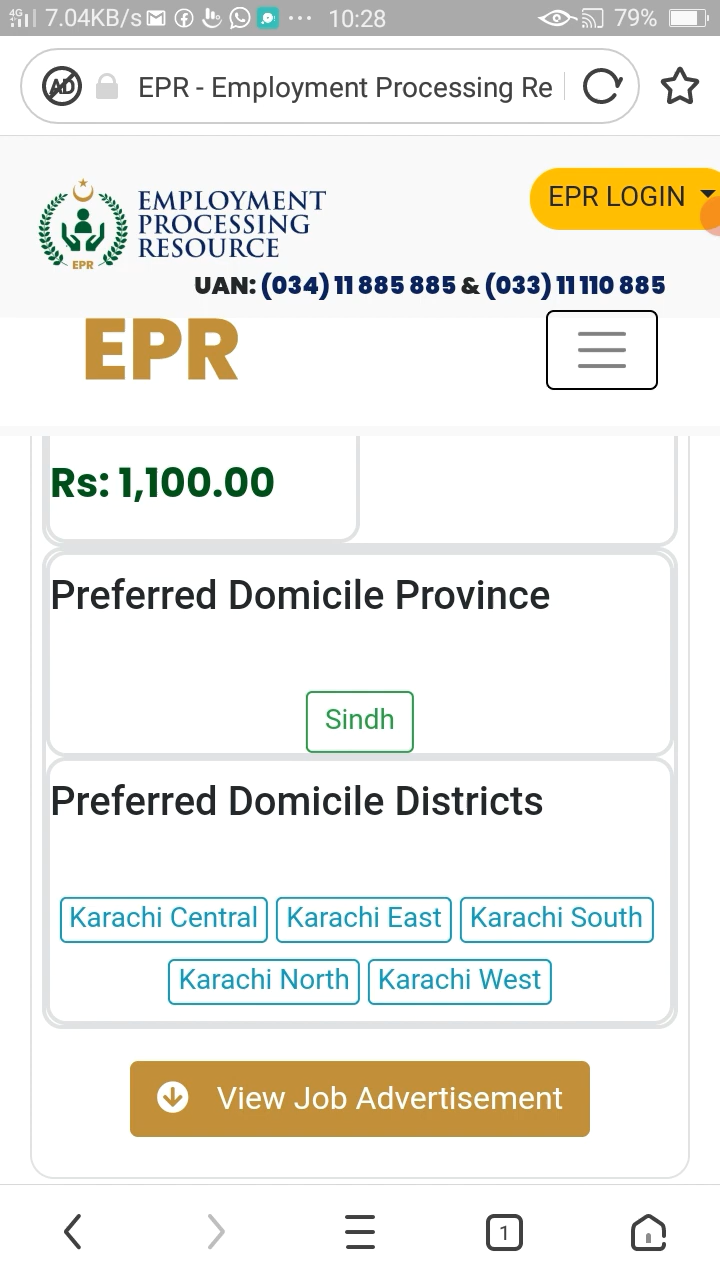 4G 7.04KB/s ··· 10:28 79%
AD EPR - Employment Processing Re
EMPLOYMENT
PROCESSING
RESOURCE
EPR
EPR LOGIN
UAN: (034) 11 885 885 & (033) 11 110 885
EPR
Rs: 1,100.00
Preferred Domicile Province
Sindh
Preferred Domicile Districts
Karachi Central Karachi East Karachi South
Karachi North Karachi West
View Job Advertisement
1